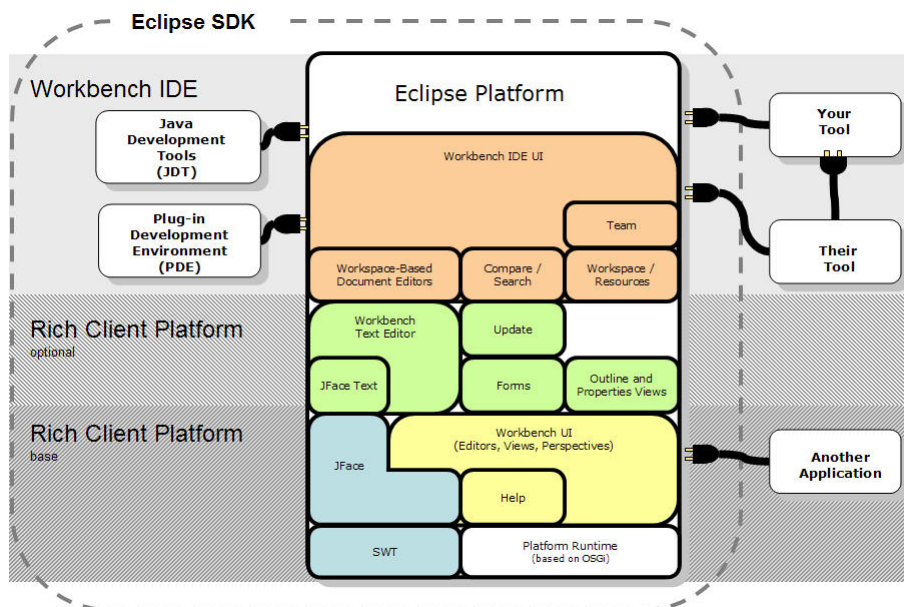 Eclipse SDK
Workbench IDE
Eclipse Platform
Java
Development
Tools
(JDT)
Your
Tool
Workbench IDE UI
Plug-in
Development
Environment
(PDE)
Team
Their
Tool
Workspace-Based
Document Editors
Compare /
Search
Workspace /
Resources
Rich Client Platform
optional
Workbench
Text Editor
Update
JFace Text
Forms
Outline and
Properties Views
Rich Client Platform
base
Workbench UI
(Editors, Views, Perspectives)
JFace
Another
Application
Help
SWT
Platform Runtime
(based on OSGi)